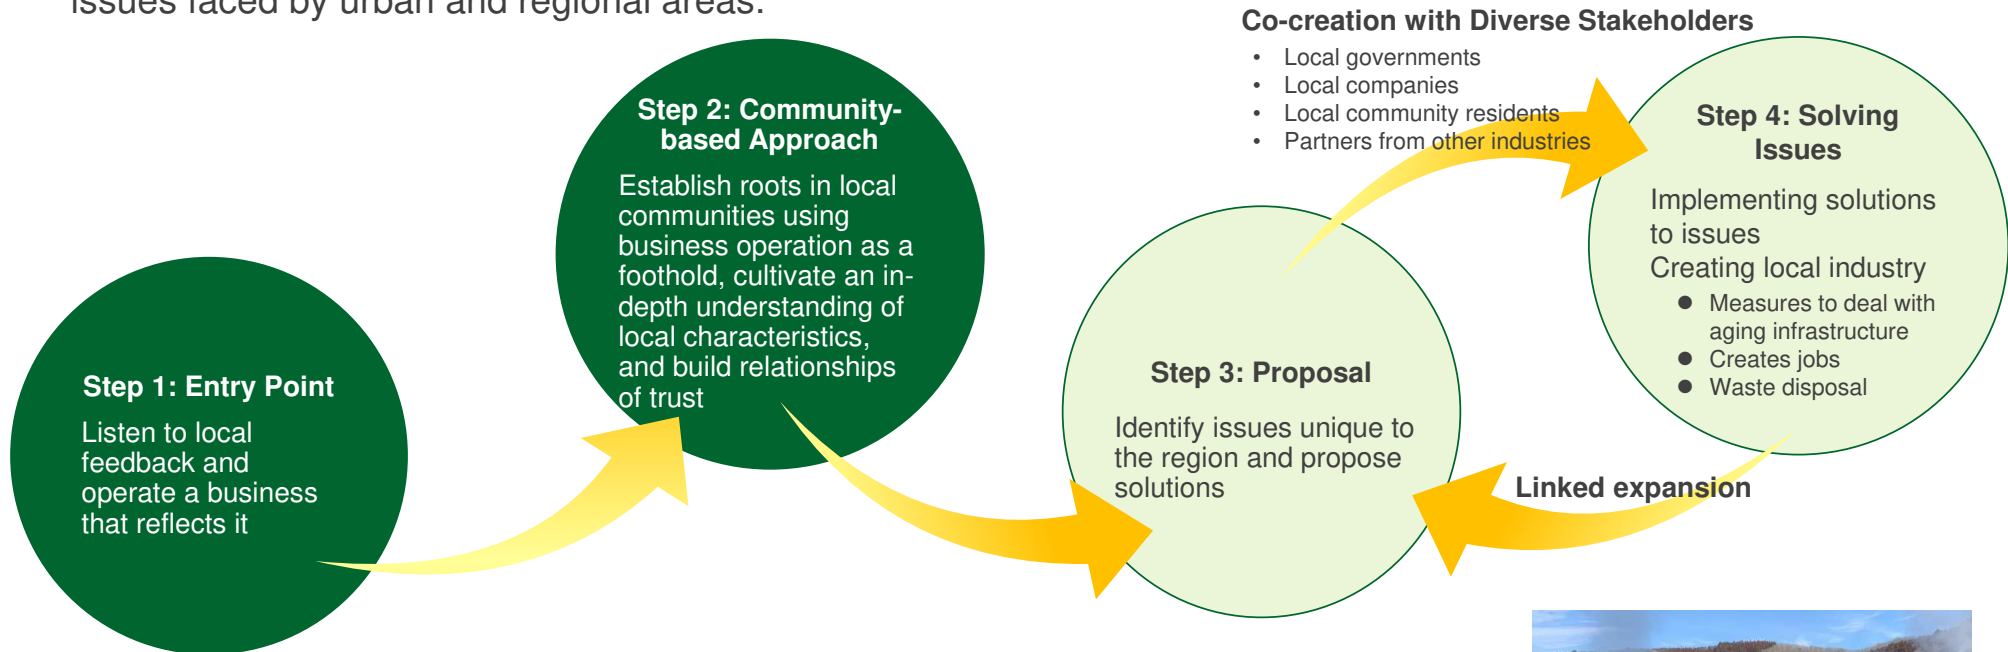 issues faced by urban and regional areas.
Step 1: Entry Point
Listen to local
feedback and
operate a business
that reflects it
Step 2: Community-
based Approach
Establish roots in local
communities using
business operation as a
foothold, cultivate an in-
depth understanding of
local characteristics,
and build relationships
of trust
Step 3: Proposal
Identify issues unique to
the region and propose
solutions
Co-creation with Diverse Stakeholders
• Local governments
• Local companies
• Local community residents
• Partners from other industries
Step 4: Solving
Issues
Implementing solutions
to issues
Creating local industry
● Measures to deal with
aging infrastructure
● Creates jobs
● Waste disposal
Linked expansion